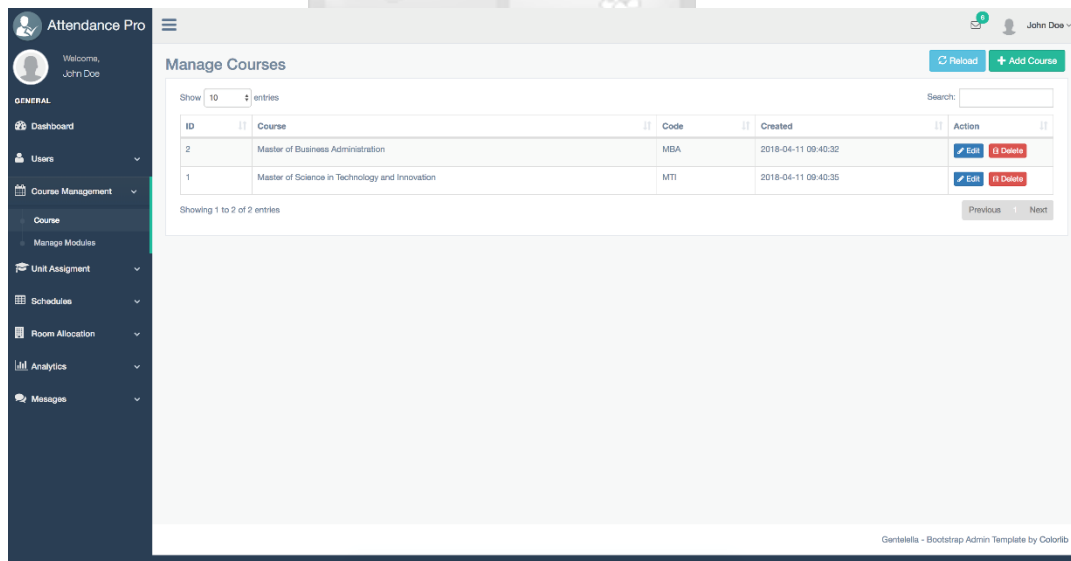 Attendance Pro
6
John Doe
Welcome,
John Doe
GENERAL
Dashboard
Users
Course Management
Course
Manage Modules
Unit Assigment
Schedules
Room Allocation
Analytics
Mesages
Manage Courses
Reload
Add Course
Show 10 entries
Search:
ID Course Code Created Action
2 Master of Business Administration MBA 2018-04-11 09:40:32 Edit Delete
1 Master of Science in Technology and Innovation MTI 2018-04-11 09:40:35 Edit Delete
Showing 1 to 2 of 2 entries
Previous 1 Next
Gentelella - Bootstrap Admin Template by Colorlib